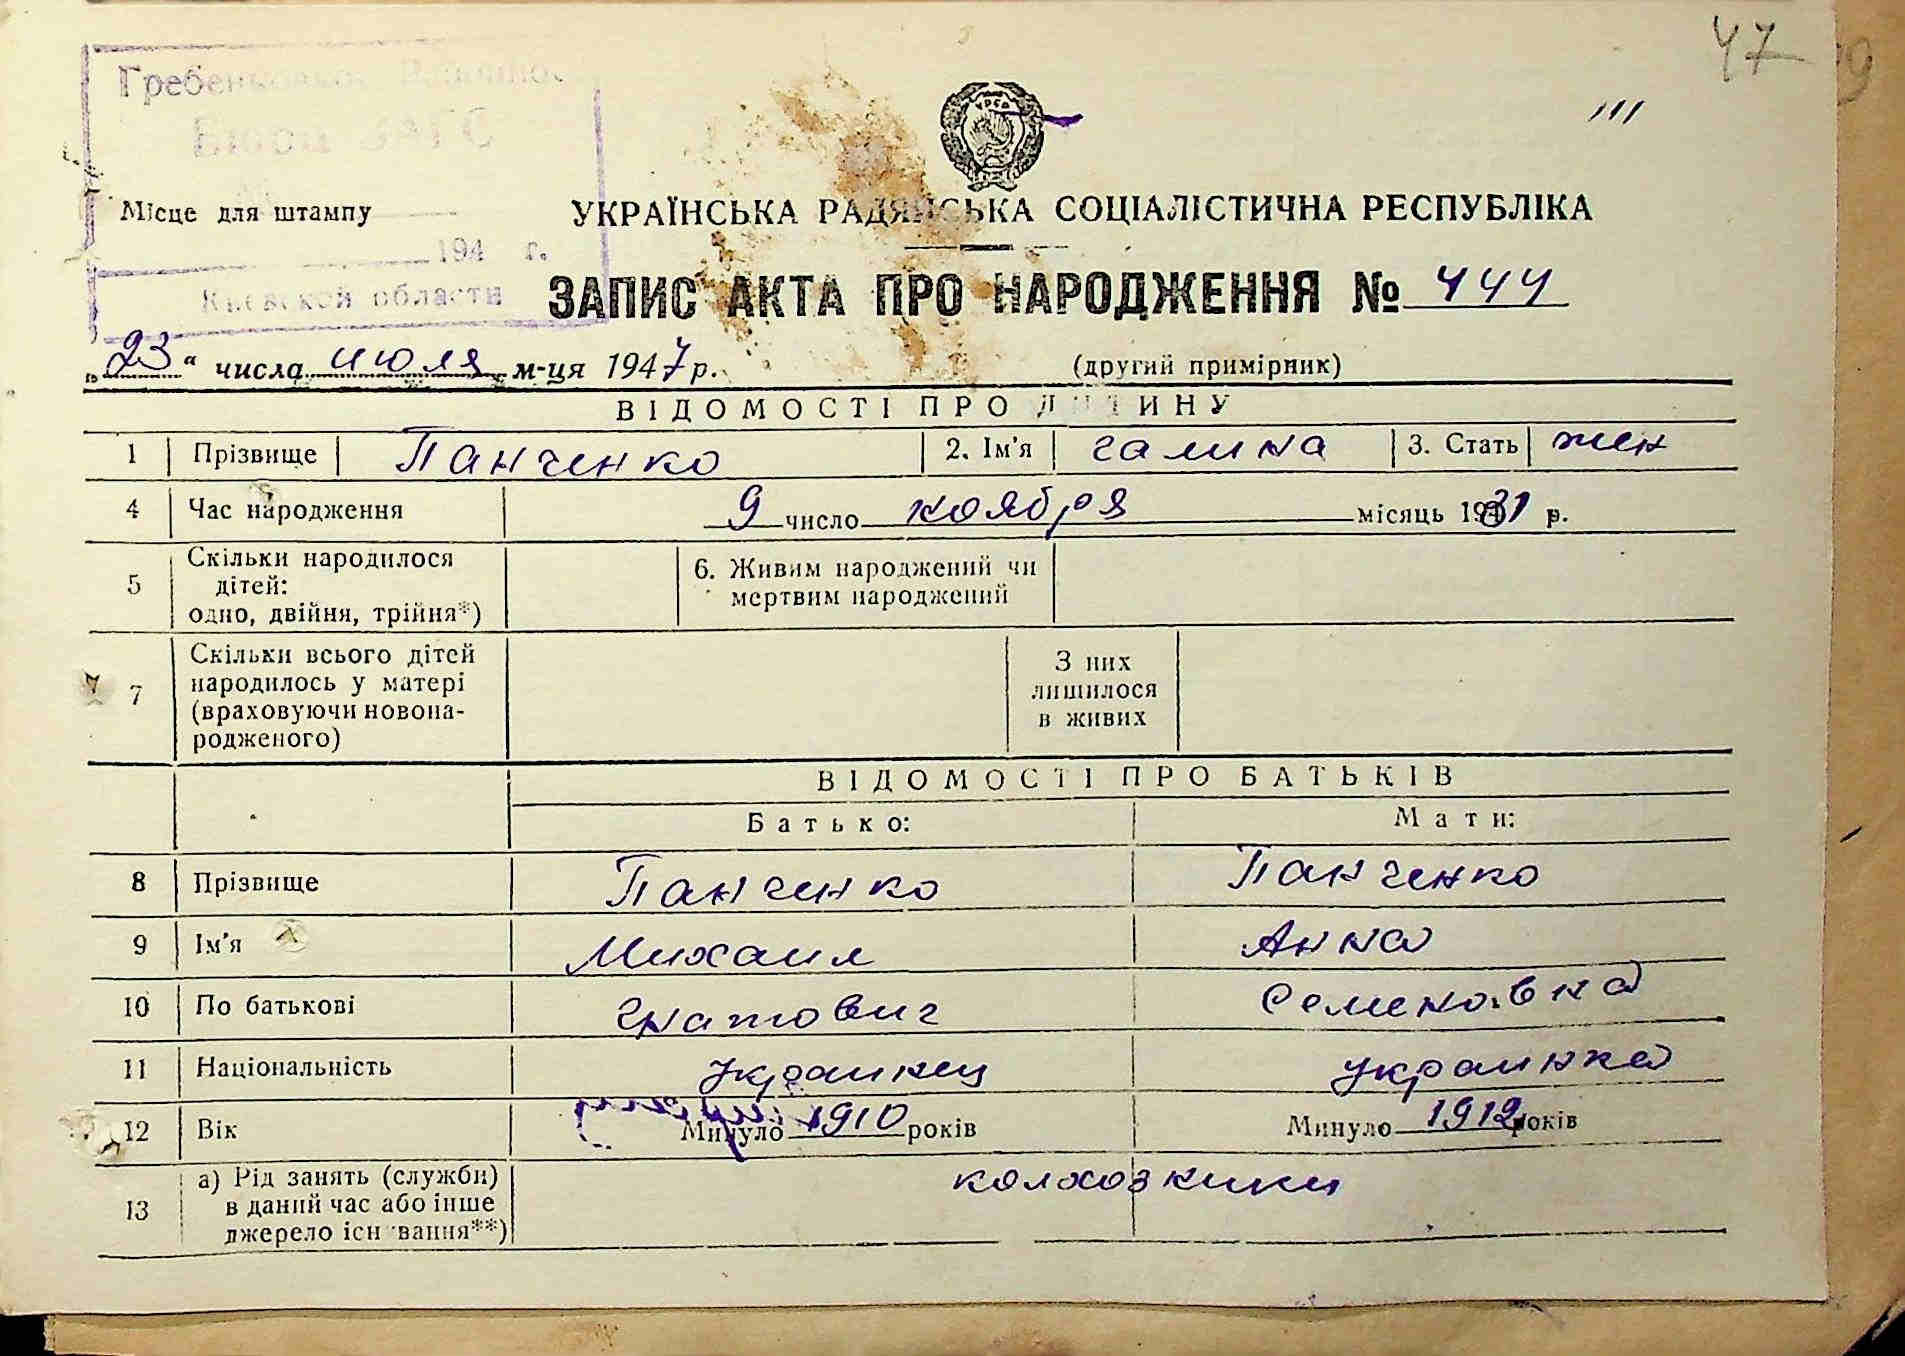 47
Гребеньковское
Бюро ЗАГС
Місце для штампу
194 г.
Киевской области
УРСР
111
УКРАЇНСЬКА РАДЯНСЬКА СОЦІАЛІСТИЧНА РЕСПУБЛІКА
ЗАПИС АКТА ПРО НАРОДЖЕННЯ № 444
„23“ числа июля м-ця 1947 р.
(другий примірник)
ВІДОМОСТІ ПРО ДИТИНУ
1 Прізвище Панченко 2. Ім'я Галина 3. Стать жен
4 Час народження 9 число ноября місяць 1931 р.
5 Скільки народилося дітей: одно, двійня, трійня*) 6. Живим народжений чи мертвим народжений
7 Скільки всього дітей народилось у матері (враховуючи новонародженого) З них лишилося в живих
ВІДОМОСТІ ПРО БАТЬКІВ
Батько: Мати:
8 Прізвище Панченко Панченко
9 Ім'я Михаил Анна
10 По батькові Гнатович Семеновна
11 Національність украинец украинка
12 Вік Минуло 1910 років Минуло 1912 років
13 а) Рід занять (служби) в даний час або інше джерело існування**) колхозники